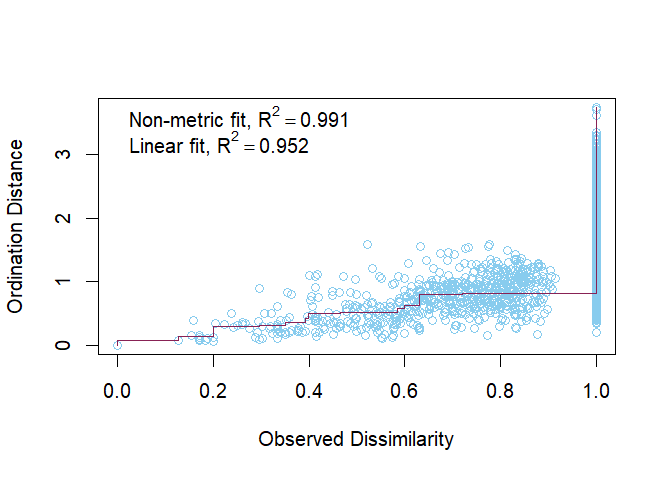 Non-metric fit, R² = 0.991
Linear fit, R² = 0.952
Ordination Distance
3
2
1
0
0.0 0.2 0.4 0.6 0.8 1.0
Observed Dissimilarity